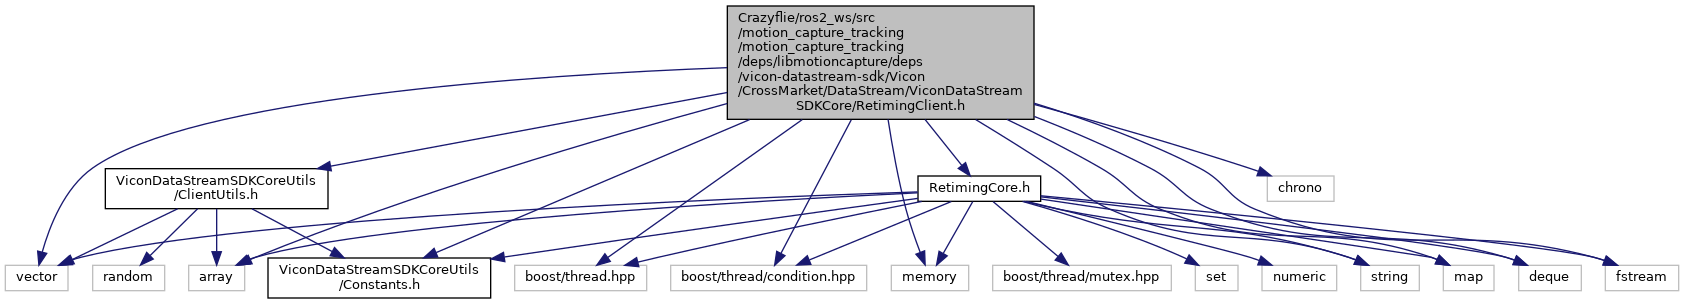 Crazyflie/ros2_ws/src
/motion_capture_tracking
/motion_capture_tracking
/deps/libmotioncapture/deps
/vicon-datastream-sdk/Vicon
/CrossMarket/DataStream/ViconDataStream
SDKCore/RetimingClient.h
ViconDataStreamSDKCoreUtils
/ClientUtils.h
RetimingCore.h
chrono
vector
random
array
ViconDataStreamSDKCoreUtils
/Constants.h
boost/thread.hpp
boost/thread/condition.hpp
memory
boost/thread/mutex.hpp
set
numeric
string
map
deque
fstream